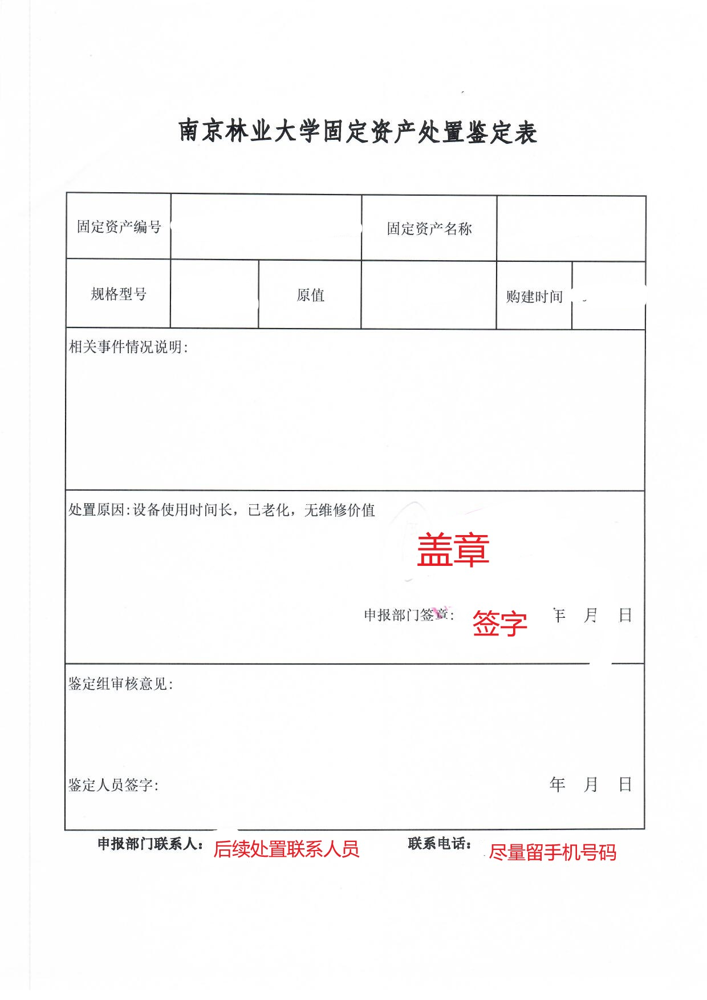 南京林业大学固定资产处置鉴定表
固定资产编号 固定资产名称
规格型号 原值 购建时间
相关事件情况说明:
处置原因:设备使用时间长，已老化，无维修价值
盖章
申报部门签章: 签字 年 月 日
鉴定组审核意见:
鉴定人员签字: 年 月 日
申报部门联系人: 后续处置联系人员 联系电话: 尽量留手机号码